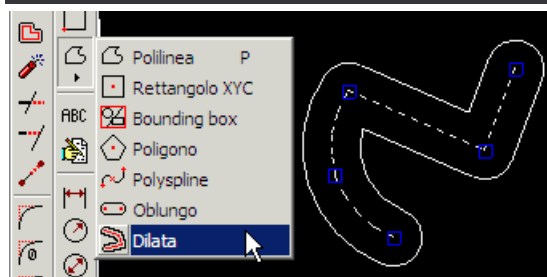 Polilinea P
Rettangolo XYC
ABC
Bounding box
Poligono
Polyspline
Oblungo
Dilata